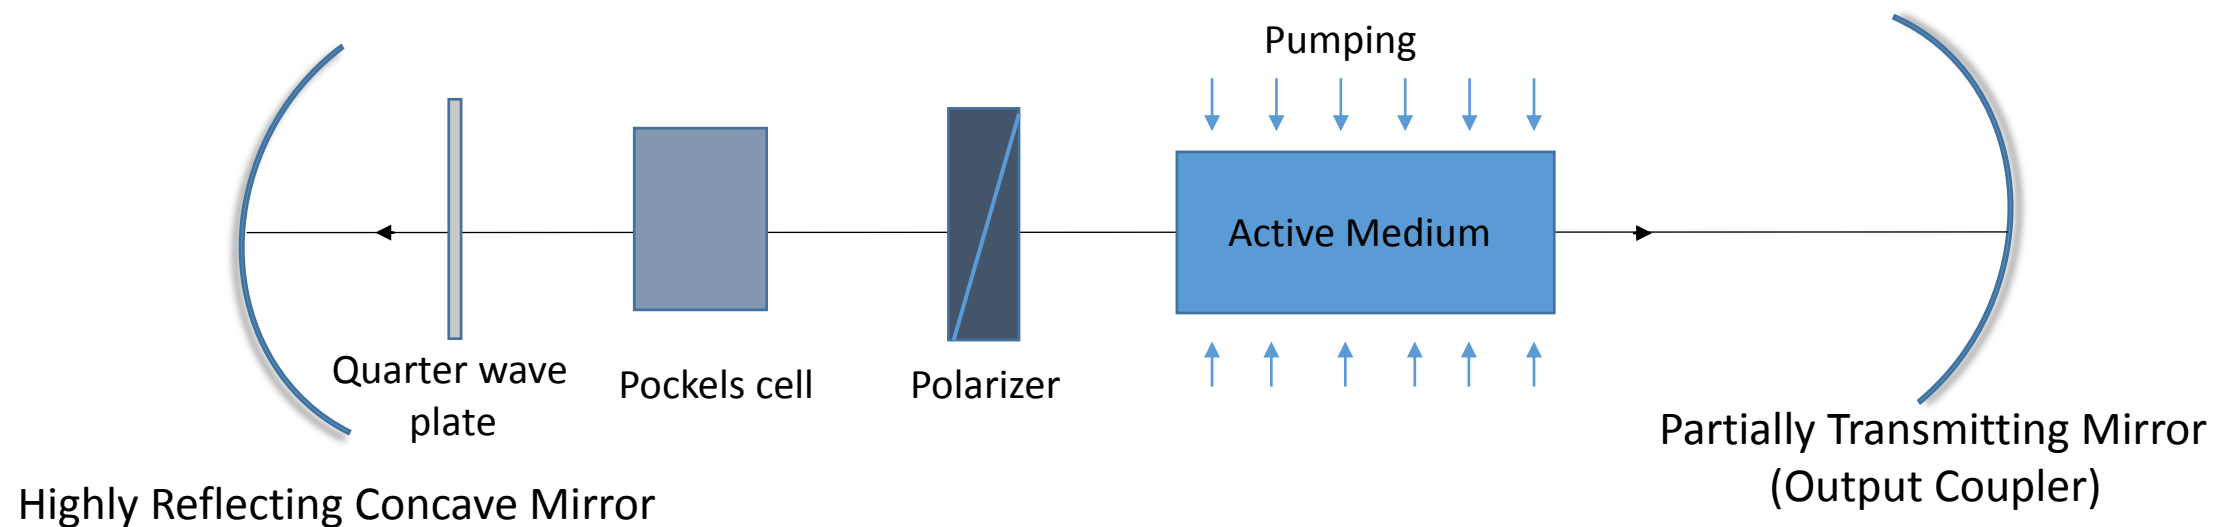 Pumping
Active Medium
Quarter wave
plate
Pockels cell
Polarizer
Partially Transmitting Mirror
(Output Coupler)
Highly Reflecting Concave Mirror